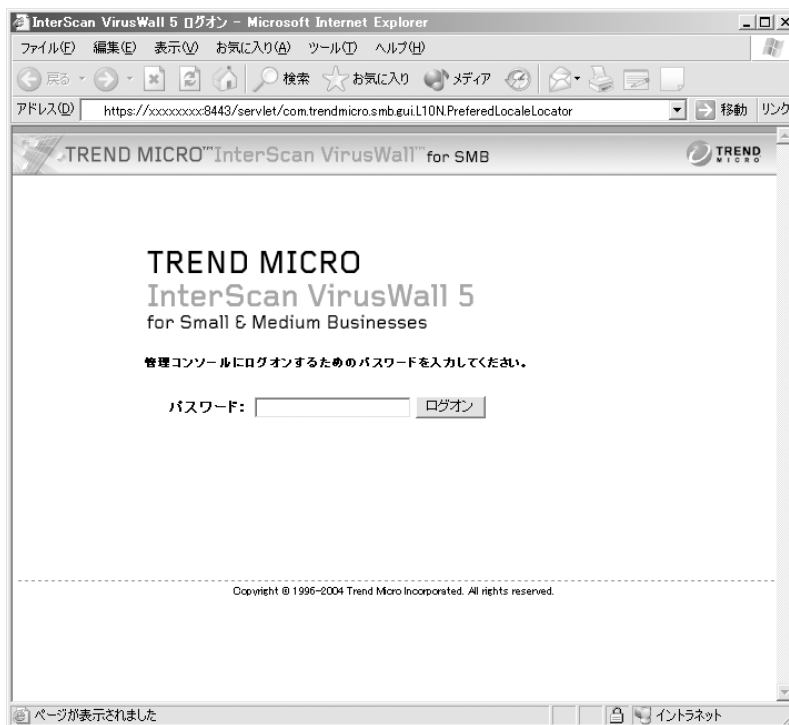 InterScan VirusWall 5 ログオン - Microsoft Internet Explorer
ファイル(F) 編集(E) 表示(V) お気に入り(A) ツール(T) ヘルプ(H)
戻る 検索 お気に入り メディア
アドレス(D) https://xxxxxxxx:8443/servlet/com.trendmicro.smb.gui.L10N.PreferedLocaleLocator 移動 リンク
TREND MICRO™ InterScan VirusWall™ for SMB TREND MICRO
TREND MICRO
InterScan VirusWall 5
for Small & Medium Businesses
管理コンソールにログオンするためのパスワードを入力してください。
パスワード: ログオン
Copyright © 1996-2004 Trend Micro Incorporated. All rights reserved.
ページが表示されました イントラネット